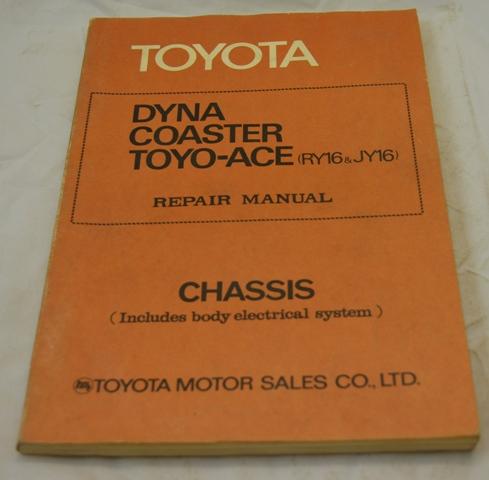 TOYOTA
DYNA
COASTER
TOYO-ACE (RY16 & JY16)
REPAIR MANUAL
CHASSIS
(Includes body electrical system)
TOYOTA MOTOR SALES CO., LTD.